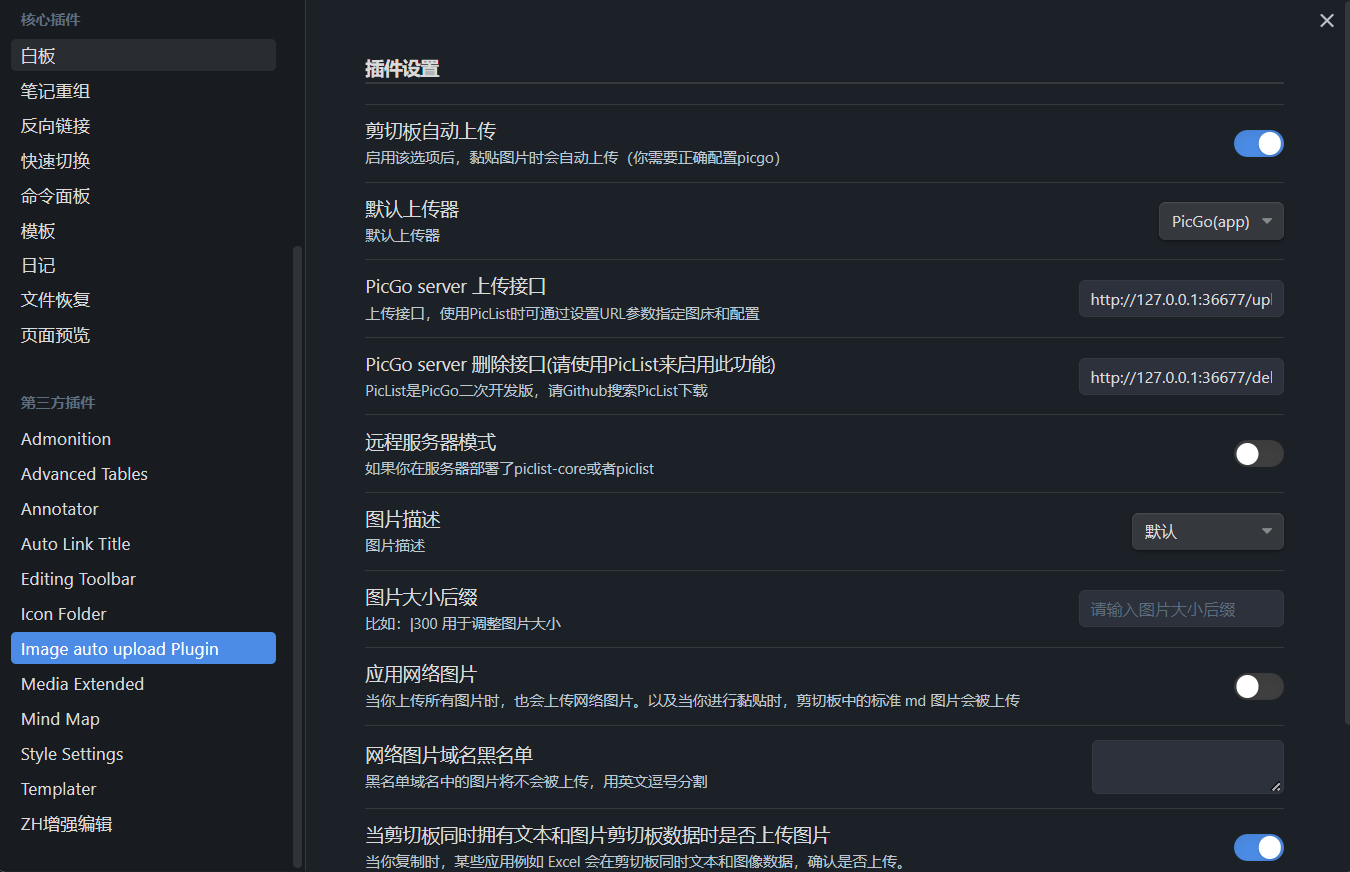 核心插件
白板
笔记重组
反向链接
快速切换
命令面板
模板
日记
文件恢复
页面预览
第三方插件
Admonition
Advanced Tables
Annotator
Auto Link Title
Editing Toolbar
Icon Folder
Image auto upload Plugin
Media Extended
Mind Map
Style Settings
Templater
ZH增强编辑
插件设置
剪切板自动上传
启用该选项后，黏贴图片时会自动上传（你需要正确配置picgo）
默认上传器
默认上传器
PicGo(app)
PicGo server 上传接口
上传接口，使用PicList时可通过设置URL参数指定图床和配置
http://127.0.0.1:36677/upl
PicGo server 删除接口(请使用PicList来启用此功能)
PicList是PicGo二次开发版，请Github搜索PicList下载
http://127.0.0.1:36677/del
远程服务器模式
如果你在服务器部署了piclist-core或者piclist
图片描述
图片描述
默认
图片大小后缀
比如：|300 用于调整图片大小
请输入图片大小后缀
应用网络图片
当你上传所有图片时，也会上传网络图片。以及当你进行黏贴时，剪切板中的标准 md 图片会被上传
网络图片域名黑名单
黑名单域名中的图片将不会被上传，用英文逗号分割
当剪切板同时拥有文本和图片剪切板数据时是否上传图片
当你复制时，某些应用例如 Excel 会在剪切板同时文本和图像数据，确认是否上传。